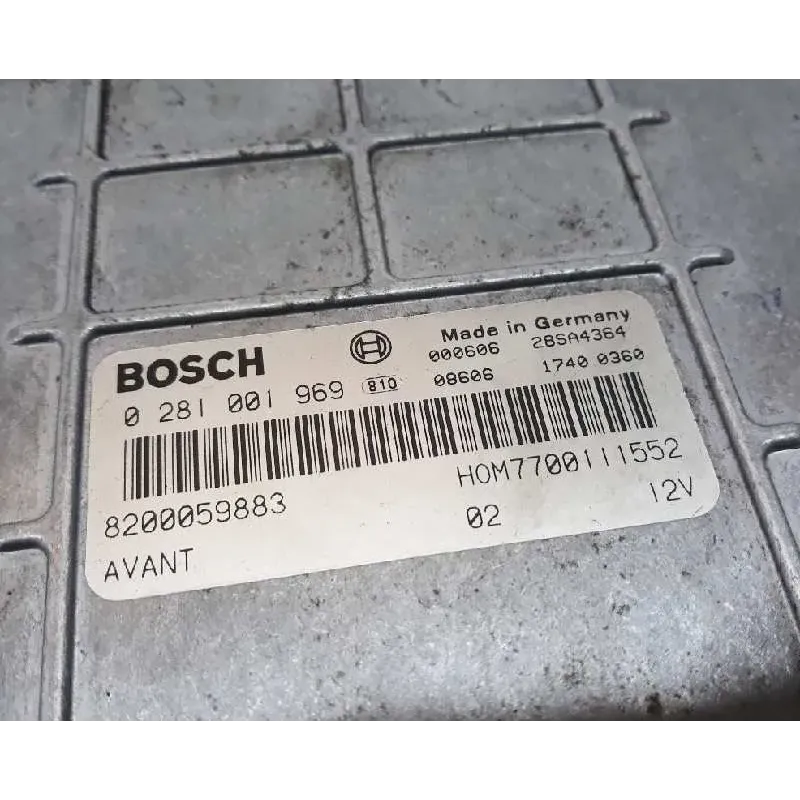 Made in Germany
BOSCH 000606 28SA4364
0 281 001 969 810 08606 1740 0360
8200059883 HOM7700111552
AVANT 02 12V